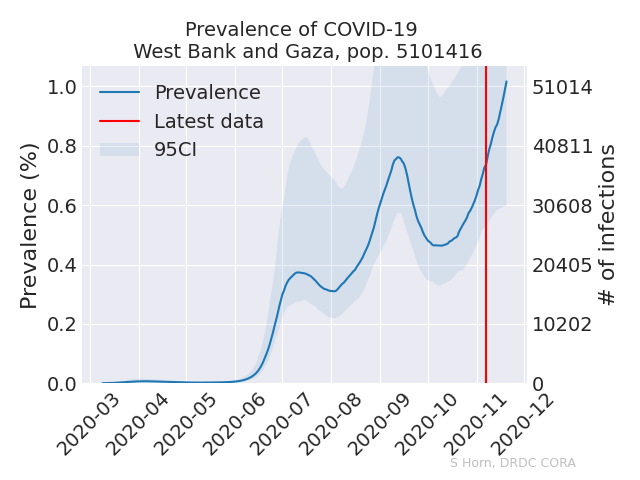 Prevalence of COVID-19
West Bank and Gaza, pop. 5101416
Prevalence
Latest data
95CI
Prevalence (%)
1.0
0.8
0.6
0.4
0.2
0.0
51014
40811
30608
20405
10202
0
# of infections
2020-03
2020-04
2020-05
2020-06
2020-07
2020-08
2020-09
2020-10
2020-11
2020-12
S Horn, DRDC CORA